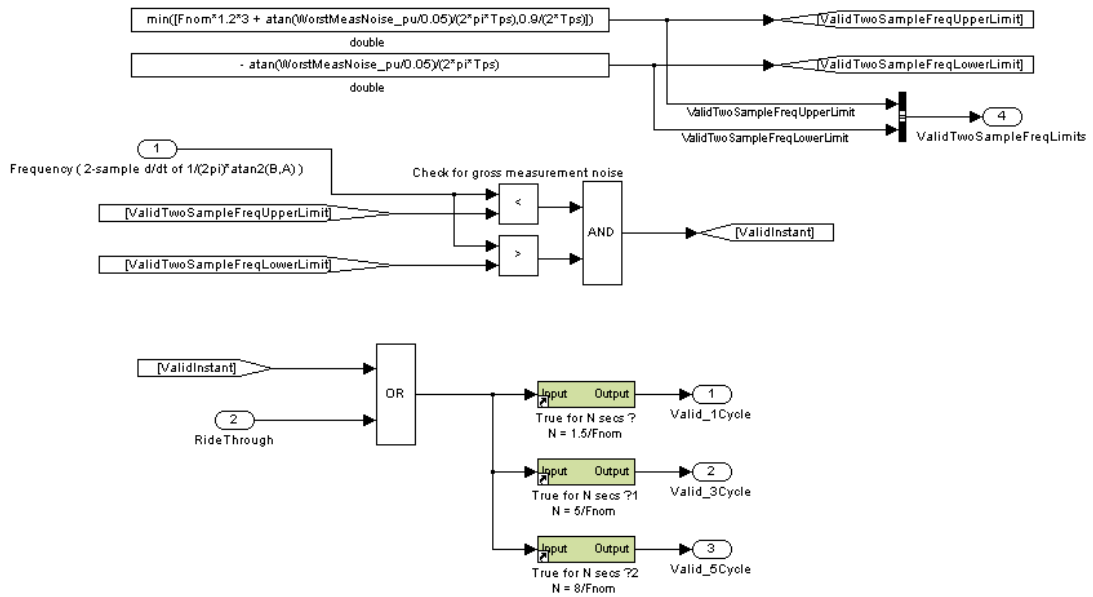 min([Fnom*1.2*3 + atan(WorstMeasNoise_pu/0.05)/(2*pi*Tps),0.9/(2*Tps)])
double
[ValidTwoSampleFreqUpperLimit]
- atan(WorstMeasNoise_pu/0.05)/(2*pi*Tps)
double
[ValidTwoSampleFreqLowerLimit]
ValidTwoSampleFreqUpperLimit
ValidTwoSampleFreqLowerLimit
4
ValidTwoSampleFreqLimits
1
Frequency ( 2-sample d/dt of 1/(2pi)*atan2(B,A) )
Check for gross measurement noise
[ValidTwoSampleFreqUpperLimit]
<
[ValidTwoSampleFreqLowerLimit]
>
AND
[ValidInstant]
[ValidInstant]
2
RideThrough
OR
Input Output
True for N secs ?
N = 1.5/Fnom
1
Valid_1Cycle
Input Output
True for N secs ?1
N = 5/Fnom
2
Valid_3Cycle
Input Output
True for N secs ?2
N = 8/Fnom
3
Valid_5Cycle